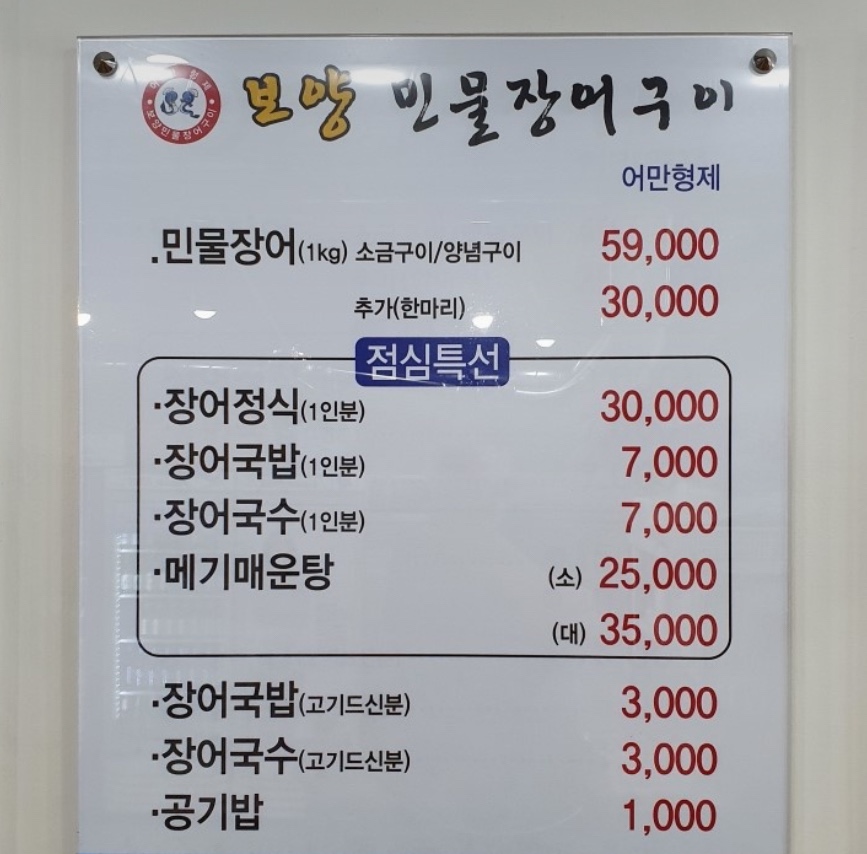 보양 민물장어구이
어만형제
.민물장어(1kg) 소금구이/양념구이 59,000
추가(한마리) 30,000
점심특선
·장어정식(1인분) 30,000
·장어국밥(1인분) 7,000
·장어국수(1인분) 7,000
·메기매운탕 (소) 25,000
(대) 35,000
·장어국밥(고기드신분) 3,000
·장어국수(고기드신분) 3,000
·공기밥 1,000